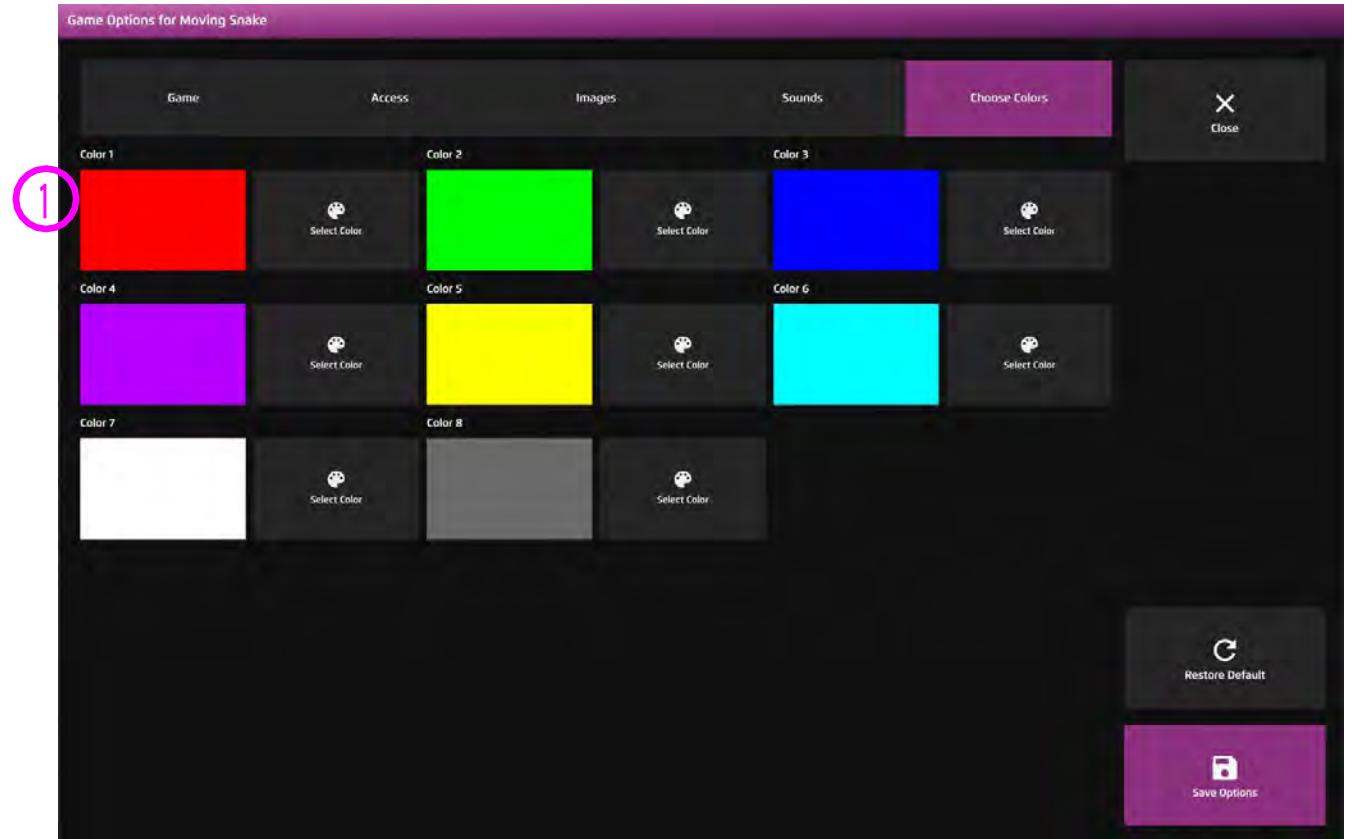 Game Options for Moving Snake
Game Access Images Sounds Choose Colors
Close
Color 1 Color 2 Color 3
1
Select Color Select Color Select Color
Color 4 Color 5 Color 6
Select Color Select Color Select Color
Color 7 Color 8
Select Color Select Color
Restore Default
Save Options